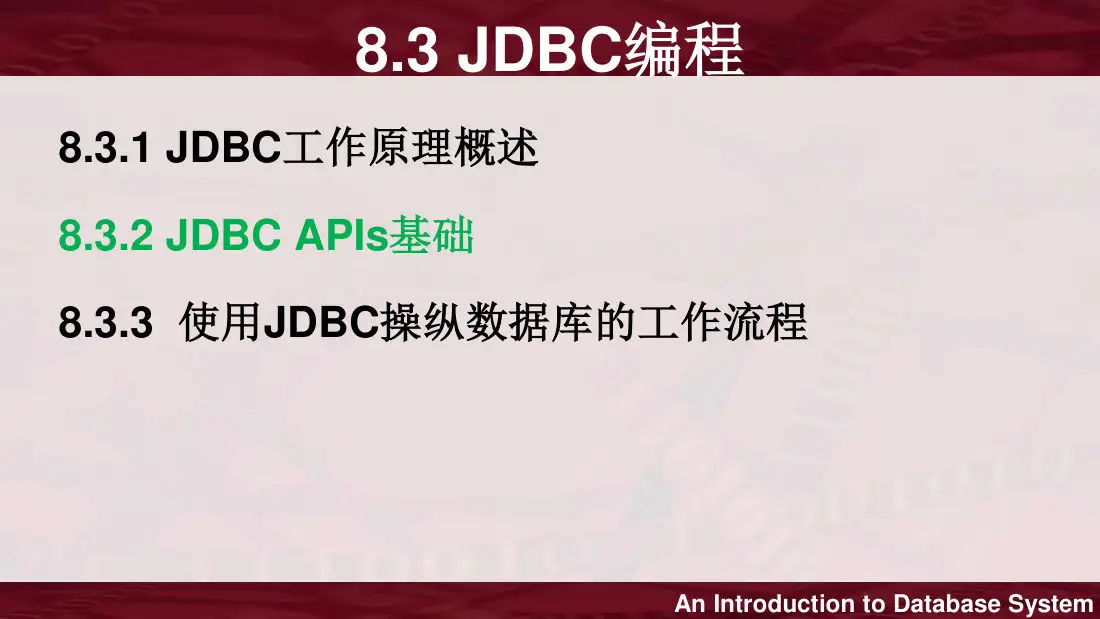 8.3 JDBC编程
8.3.1 JDBC工作原理概述
8.3.2 JDBC APIs基础
8.3.3 使用JDBC操纵数据库的工作流程
An Introduction to Database System